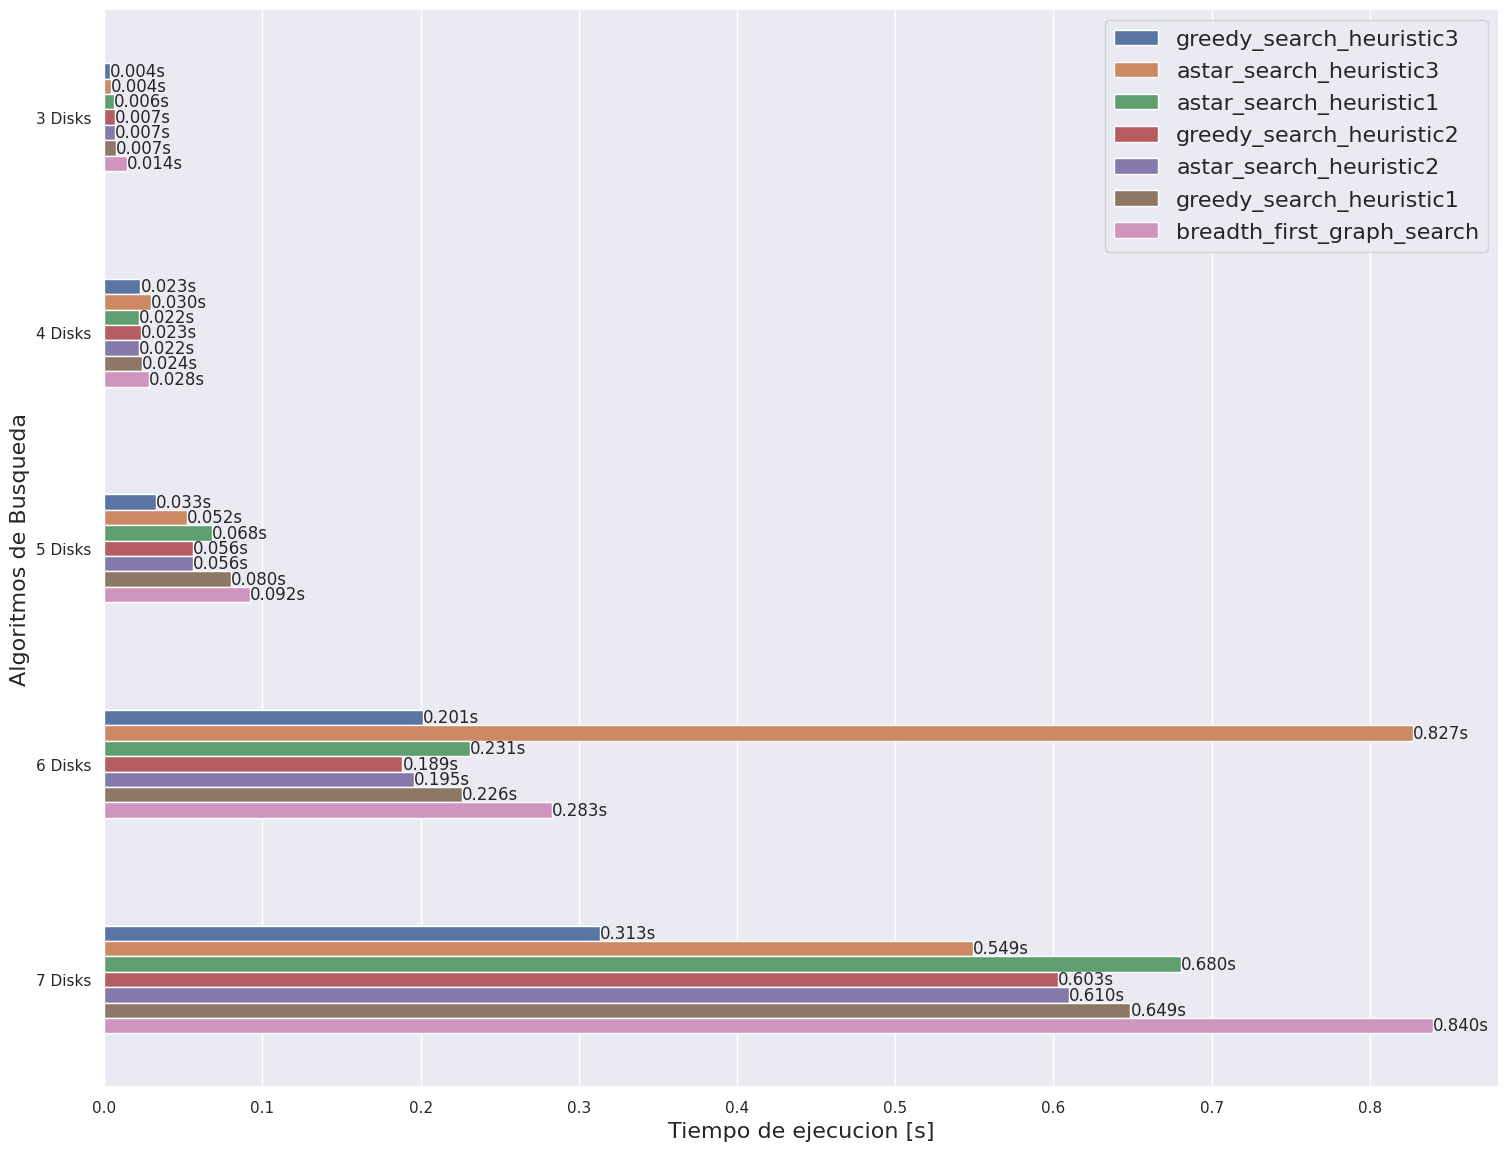 greedy_search_heuristic3
astar_search_heuristic3
astar_search_heuristic1
greedy_search_heuristic2
astar_search_heuristic2
greedy_search_heuristic1
breadth_first_graph_search
Algoritmos de Busqueda
3 Disks
0.004s
0.004s
0.006s
0.007s
0.007s
0.007s
0.014s
4 Disks
0.023s
0.030s
0.022s
0.023s
0.022s
0.024s
0.028s
5 Disks
0.033s
0.052s
0.068s
0.056s
0.056s
0.080s
0.092s
6 Disks
0.201s
0.827s
0.231s
0.189s
0.195s
0.226s
0.283s
7 Disks
0.313s
0.549s
0.680s
0.603s
0.610s
0.649s
0.840s
0.0 0.1 0.2 0.3 0.4 0.5 0.6 0.7 0.8
Tiempo de ejecucion [s]